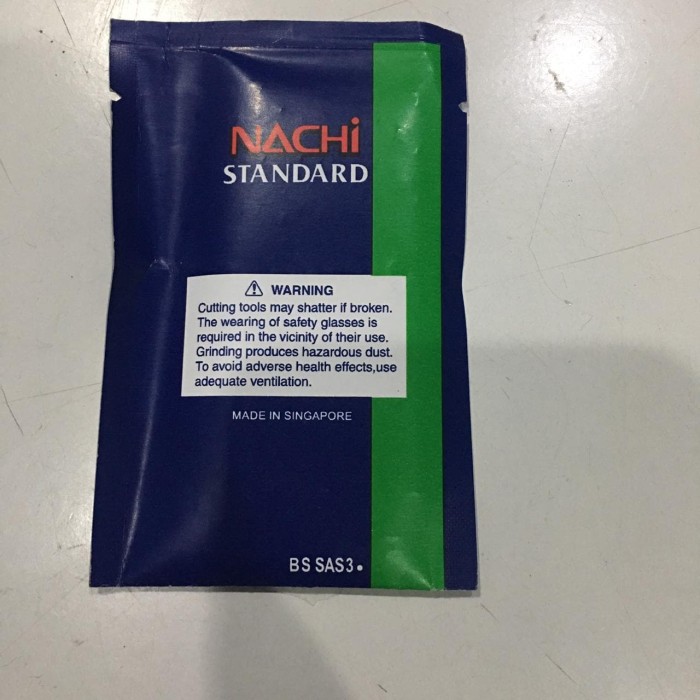 NACHi
STANDARD
⚠ WARNING
Cutting tools may shatter if broken.
The wearing of safety glasses is
required in the vicinity of their use.
Grinding produces hazardous dust.
To avoid adverse health effects,use
adequate ventilation.
MADE IN SINGAPORE
BS SAS3•